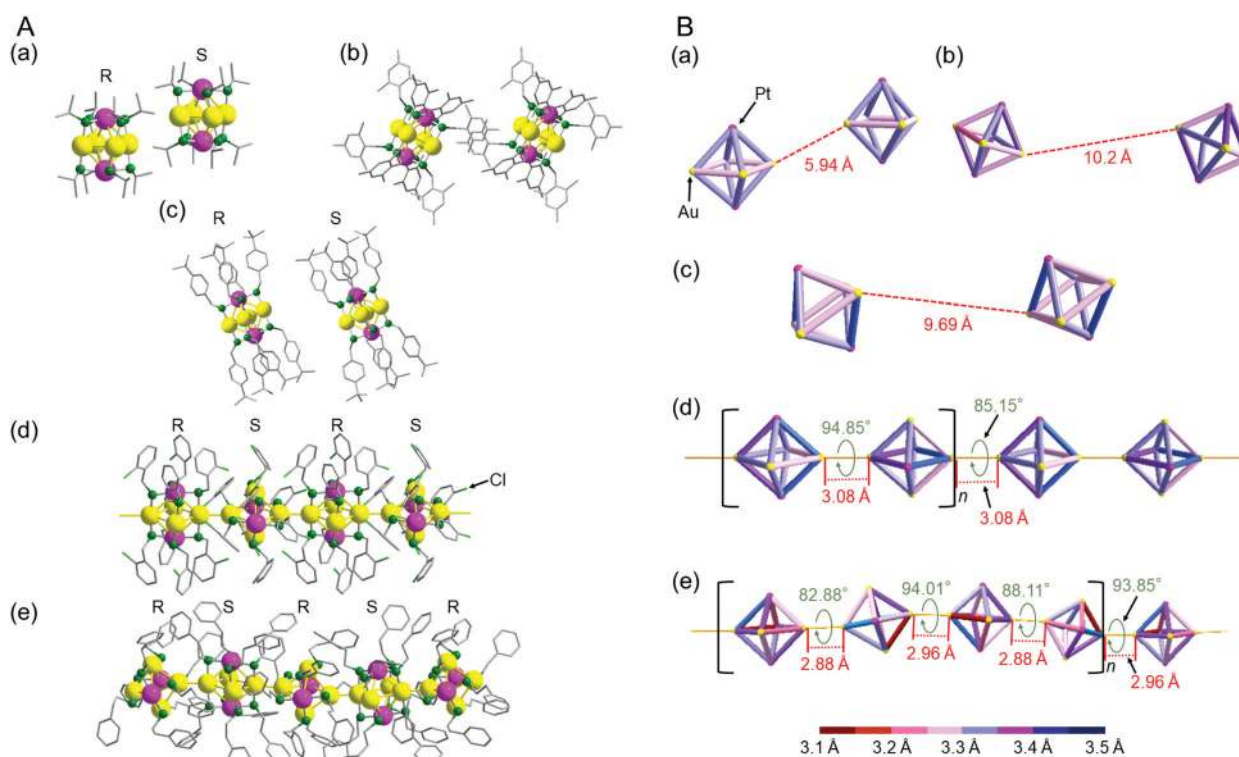 A
(a)
R
S
(b)
(c)
R
S
(d)
R
S
R
S
Cl
(e)
R
S
R
S
R
B
(a)
Pt
5.94 Å
Au
(b)
10.2 Å
(c)
9.69 Å
(d)
94.85°
85.15°
3.08 Å
n
3.08 Å
(e)
82.88°
94.01°
88.11°
93.85°
2.88 Å
2.96 Å
2.88 Å
n
2.96 Å
3.1 Å
3.2 Å
3.3 Å
3.4 Å
3.5 Å